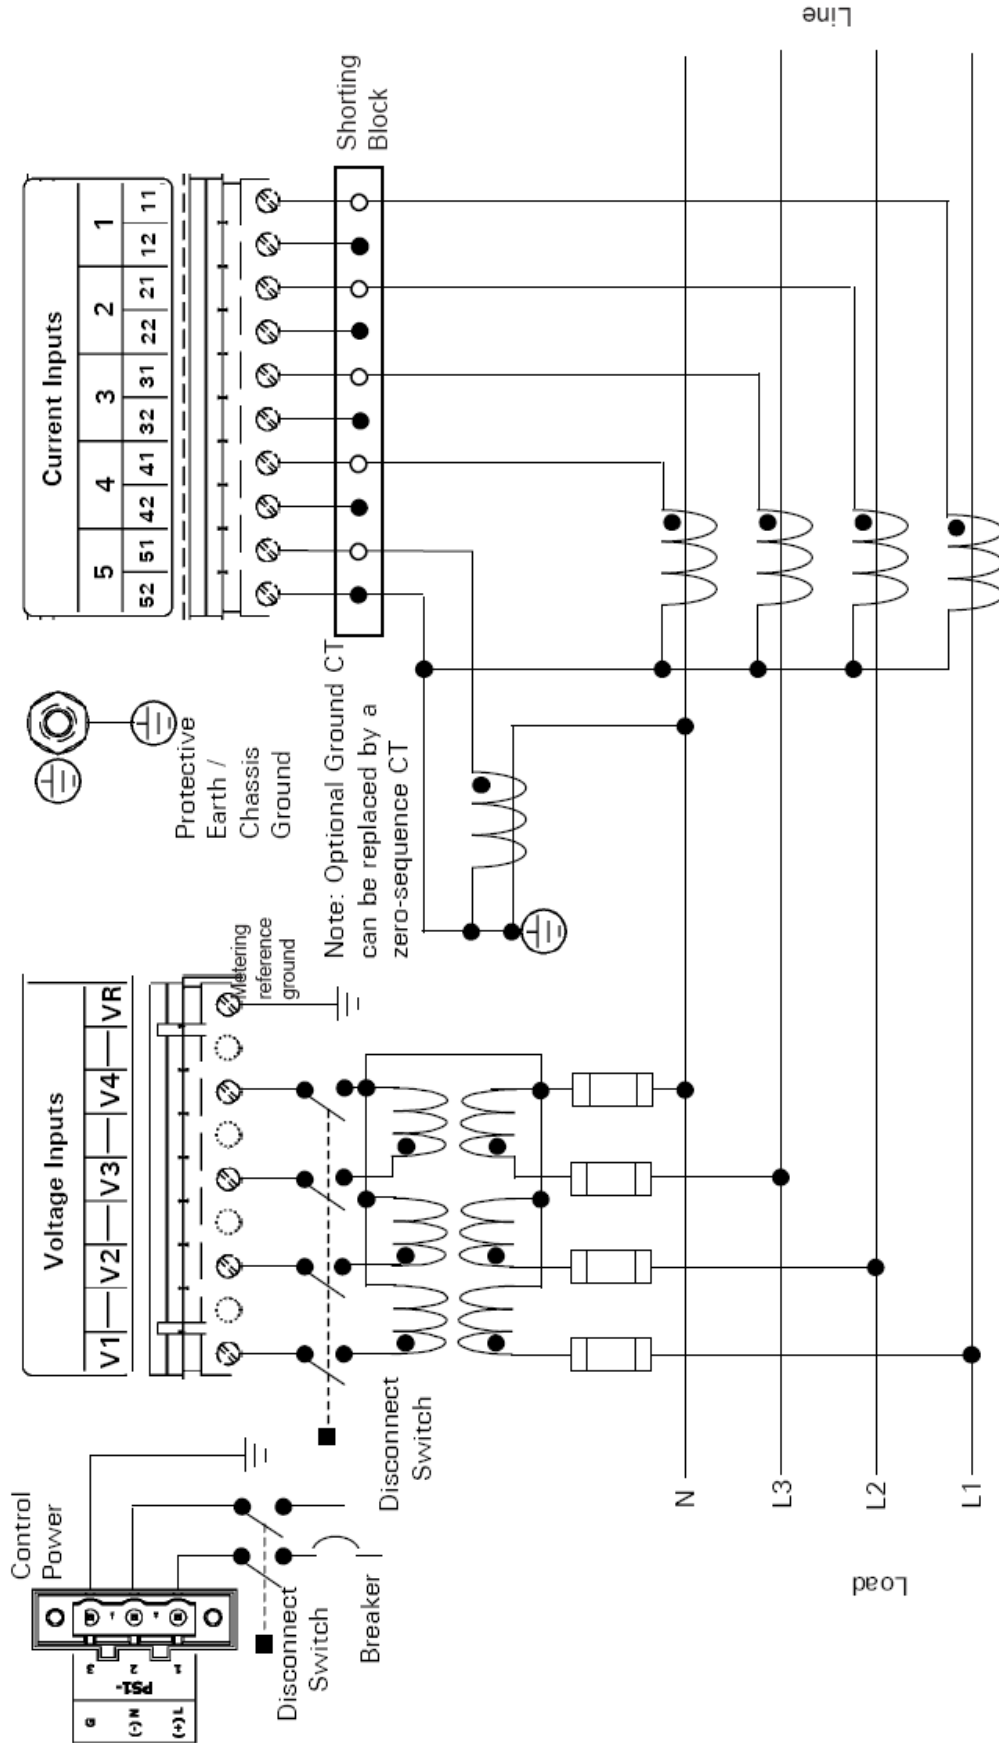 Line
Current Inputs
5 4 3 2 1
52 51 42 41 32 31 22 21 12 11
Shorting
Block
Protective
Earth /
Chassis
Ground
Note: Optional Ground CT
can be replaced by a
zero-sequence CT
Voltage Inputs
V1 V2 V3 V4 VR
Metering
reference
ground
Disconnect
Switch
Control
Power
G (-) N (+) L
PS1-
3 2 1
Disconnect
Switch
Breaker
N
L3
L2
L1
Load